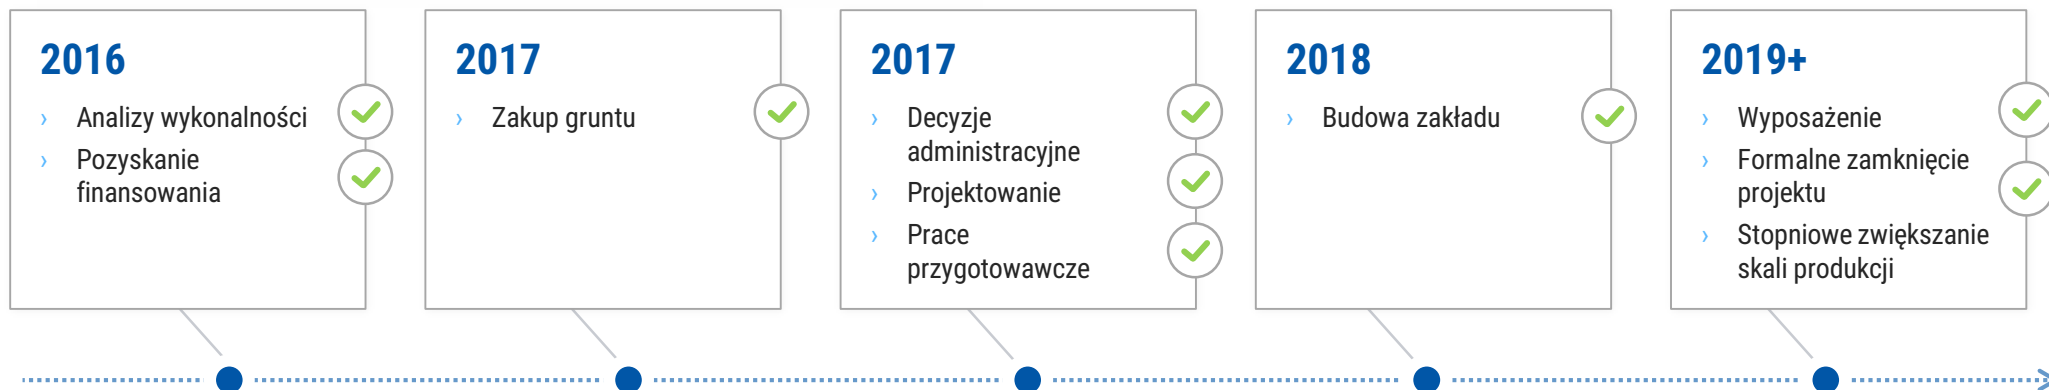 2016
› Analizy wykonalności
› Pozyskanie
finansowania
2017
› Zakup gruntu
2017
› Decyzje
administracyjne
› Projektowanie
› Prace
przygotowawcze
2018
› Budowa zakładu
2019+
› Wyposażenie
› Formalne zamknięcie
projektu
› Stopniowe zwiększanie
skali produkcji